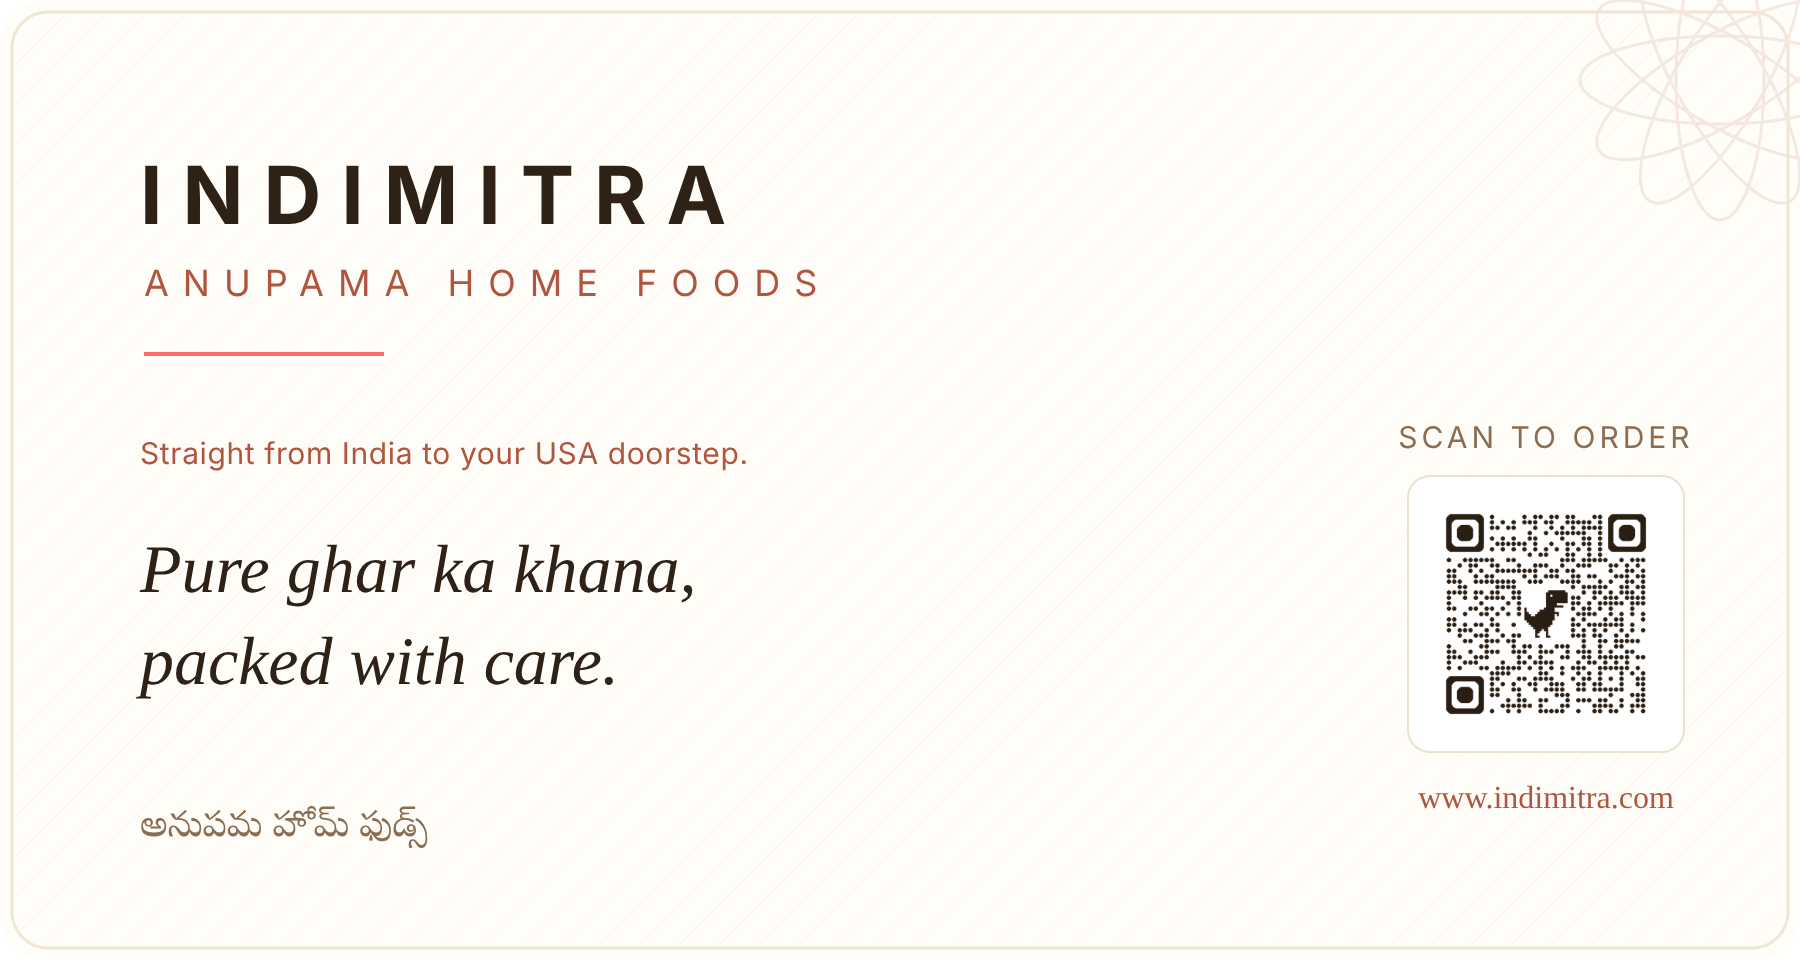 INDIMITRA
ANUPAMA HOME FOODS
Straight from India to your USA doorstep.
Pure ghar ka khana,
packed with care.
అనుపమ హోమ్ ఫుడ్స్
SCAN TO ORDER
www.indimitra.com